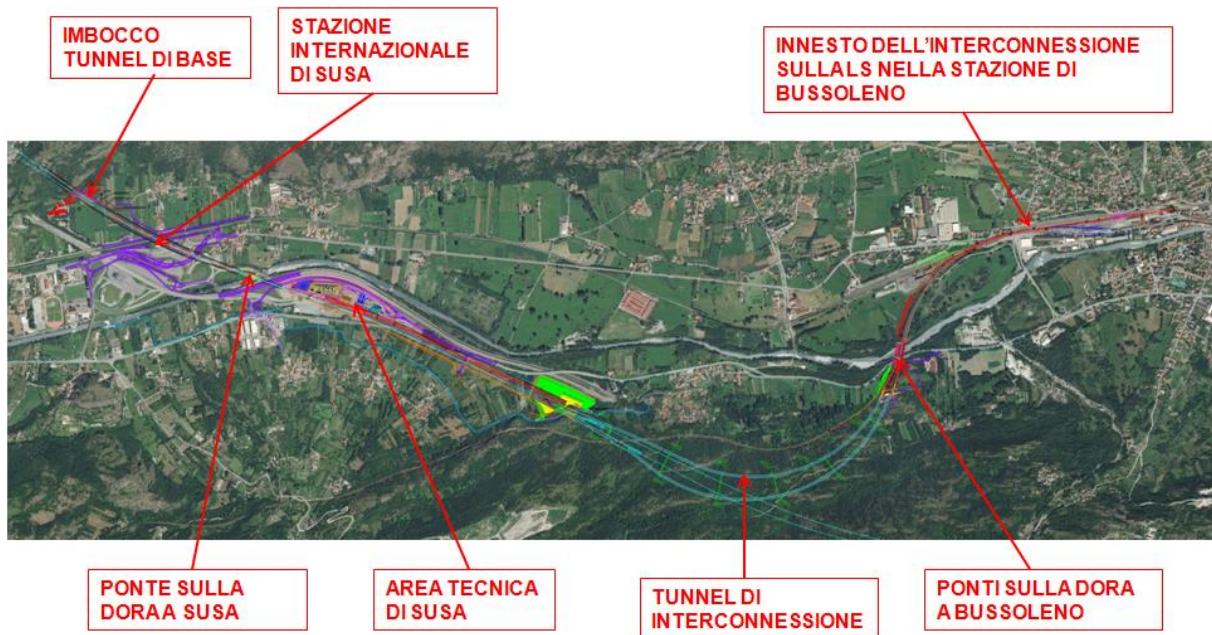 IMBOCCO
TUNNEL DI BASE
STAZIONE
INTERNAZIONALE
DI SUSA
INNESTO DELL'INTERCONNESSIONE
SULLA LS NELLA STAZIONE DI
BUSSOLENO
PONTE SULLA
DORA A SUSA
AREA TECNICA
DI SUSA
TUNNEL DI
INTERCONNESSIONE
PONTI SULLA DORA
A BUSSOLENO